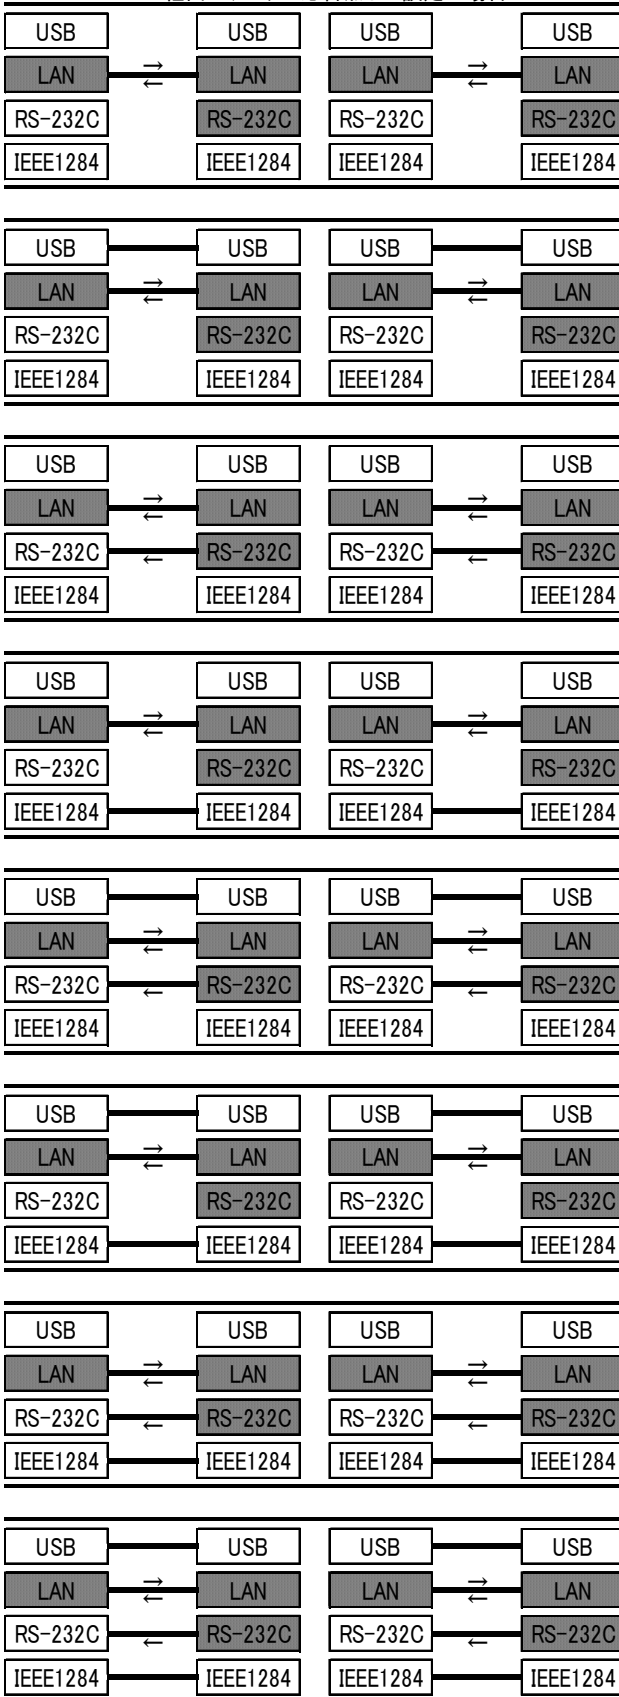 USB USB USB USB
LAN → ← LAN LAN → ← LAN
RS-232C RS-232C RS-232C RS-232C
IEEE1284 IEEE1284 IEEE1284 IEEE1284
USB USB USB USB
LAN → ← LAN LAN → ← LAN
RS-232C RS-232C RS-232C RS-232C
IEEE1284 IEEE1284 IEEE1284 IEEE1284
USB USB USB USB
LAN → ← LAN LAN → ← LAN
RS-232C ← RS-232C RS-232C ← RS-232C
IEEE1284 IEEE1284 IEEE1284 IEEE1284
USB USB USB USB
LAN → ← LAN LAN → ← LAN
RS-232C RS-232C RS-232C RS-232C
IEEE1284 IEEE1284 IEEE1284 IEEE1284
USB USB USB USB
LAN → ← LAN LAN → ← LAN
RS-232C ← RS-232C RS-232C ← RS-232C
IEEE1284 IEEE1284 IEEE1284 IEEE1284
USB USB USB USB
LAN → ← LAN LAN → ← LAN
RS-232C RS-232C RS-232C RS-232C
IEEE1284 IEEE1284 IEEE1284 IEEE1284
USB USB USB USB
LAN → ← LAN LAN → ← LAN
RS-232C ← RS-232C RS-232C ← RS-232C
IEEE1284 IEEE1284 IEEE1284 IEEE1284
USB USB USB USB
LAN → ← LAN LAN → ← LAN
RS-232C ← RS-232C RS-232C ← RS-232C
IEEE1284 IEEE1284 IEEE1284 IEEE1284